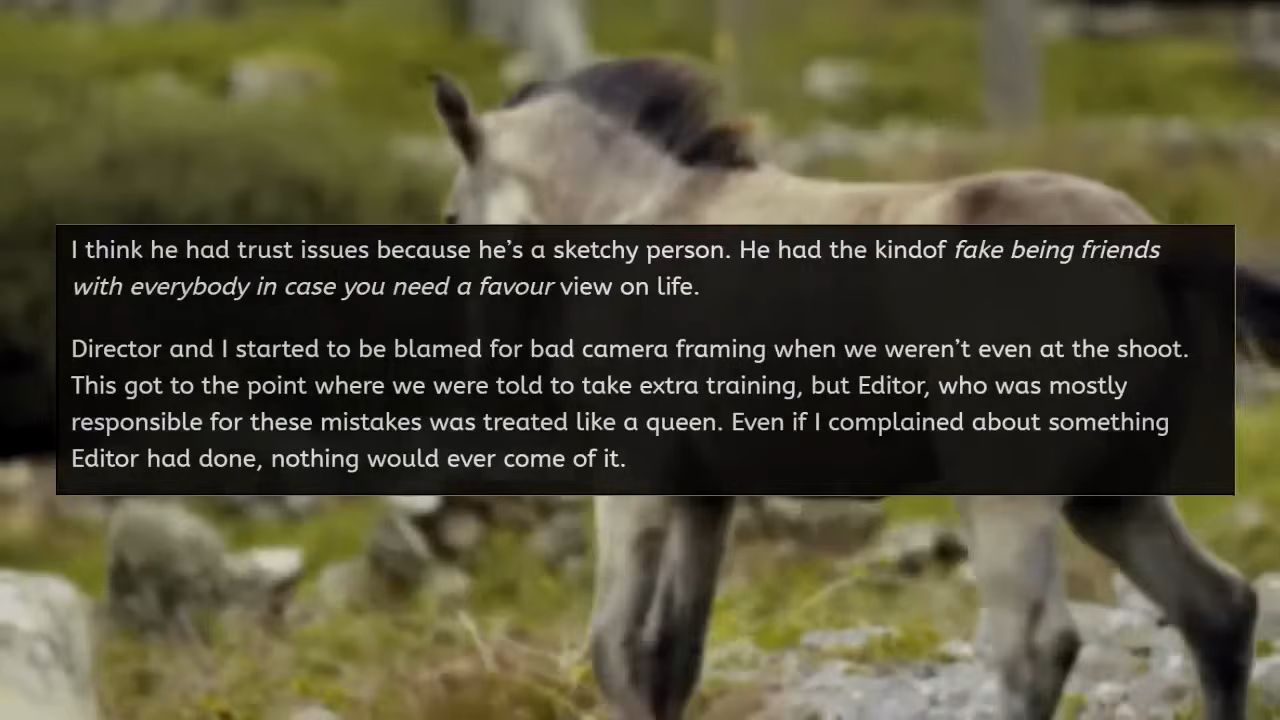 I think he had trust issues because he’s a sketchy person. He had the kindof fake being friends
with everybody in case you need a favour view on life.
Director and I started to be blamed for bad camera framing when we weren’t even at the shoot.
This got to the point where we were told to take extra training, but Editor, who was mostly
responsible for these mistakes was treated like a queen. Even if I complained about something
Editor had done, nothing would ever come of it.